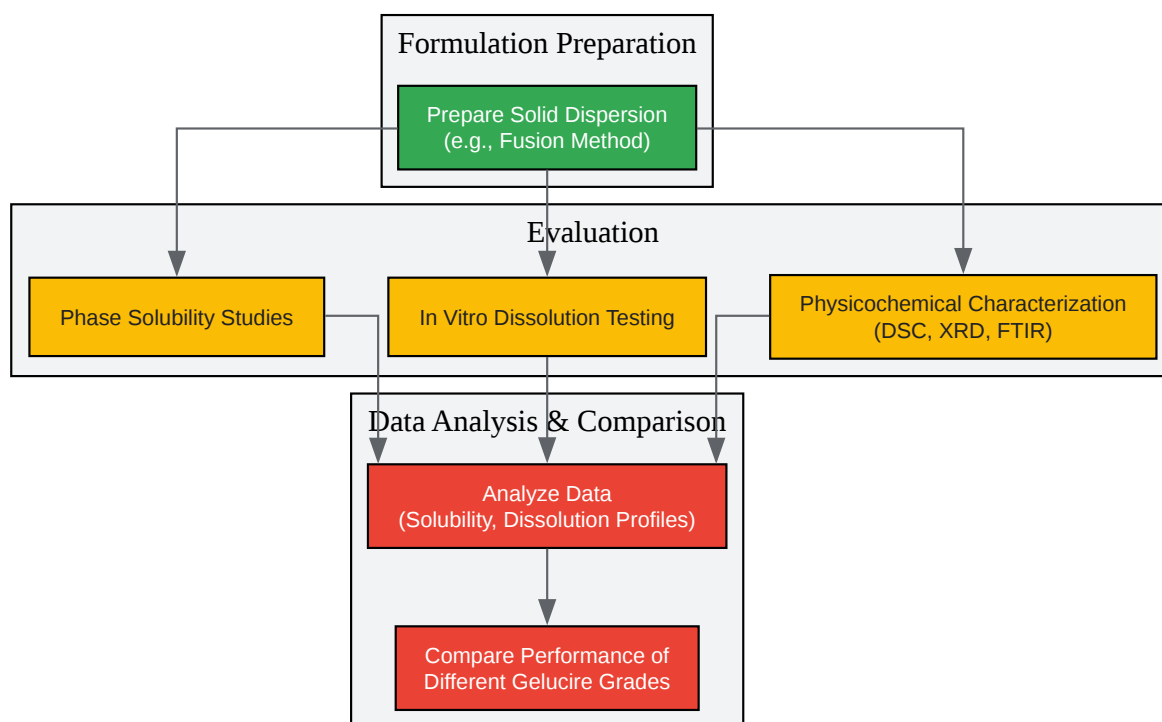 Formulation Preparation
Prepare Solid Dispersion
(e.g., Fusion Method)
Evaluation
Phase Solubility Studies
In Vitro Dissolution Testing
Physicochemical Characterization
(DSC, XRD, FTIR)
Data Analysis & Comparison
Analyze Data
(Solubility, Dissolution Profiles)
Compare Performance of
Different Gelucire Grades